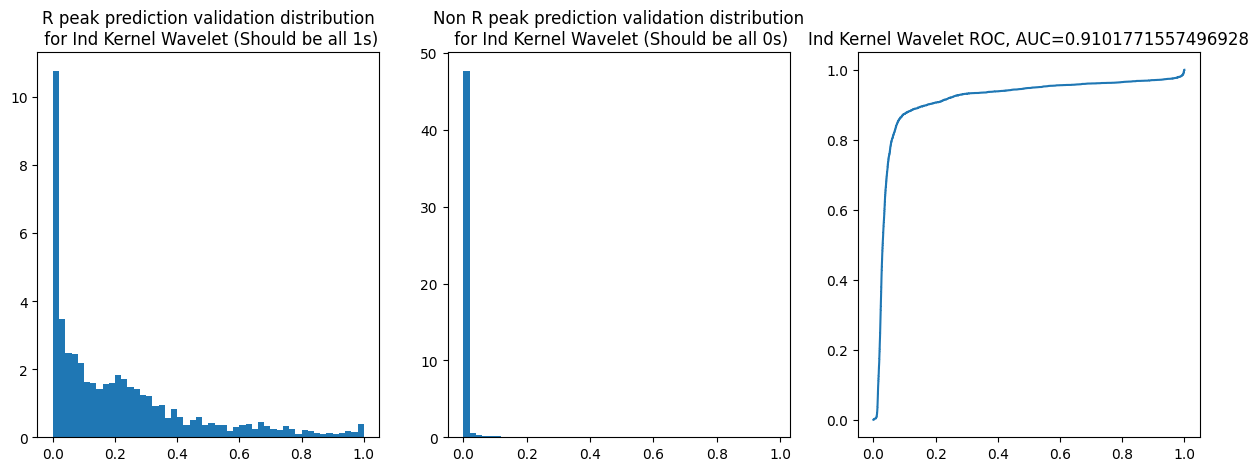 R peak prediction validation distribution
for Ind Kernel Wavelet (Should be all 1s)
10
8
6
4
2
0
0.0 0.2 0.4 0.6 0.8 1.0
Non R peak prediction validation distribution
for Ind Kernel Wavelet (Should be all 0s)
50
40
30
20
10
0
0.0 0.2 0.4 0.6 0.8 1.0
Ind Kernel Wavelet ROC, AUC=0.9101771557496928
1.0
0.8
0.6
0.4
0.2
0.0
0.0 0.2 0.4 0.6 0.8 1.0